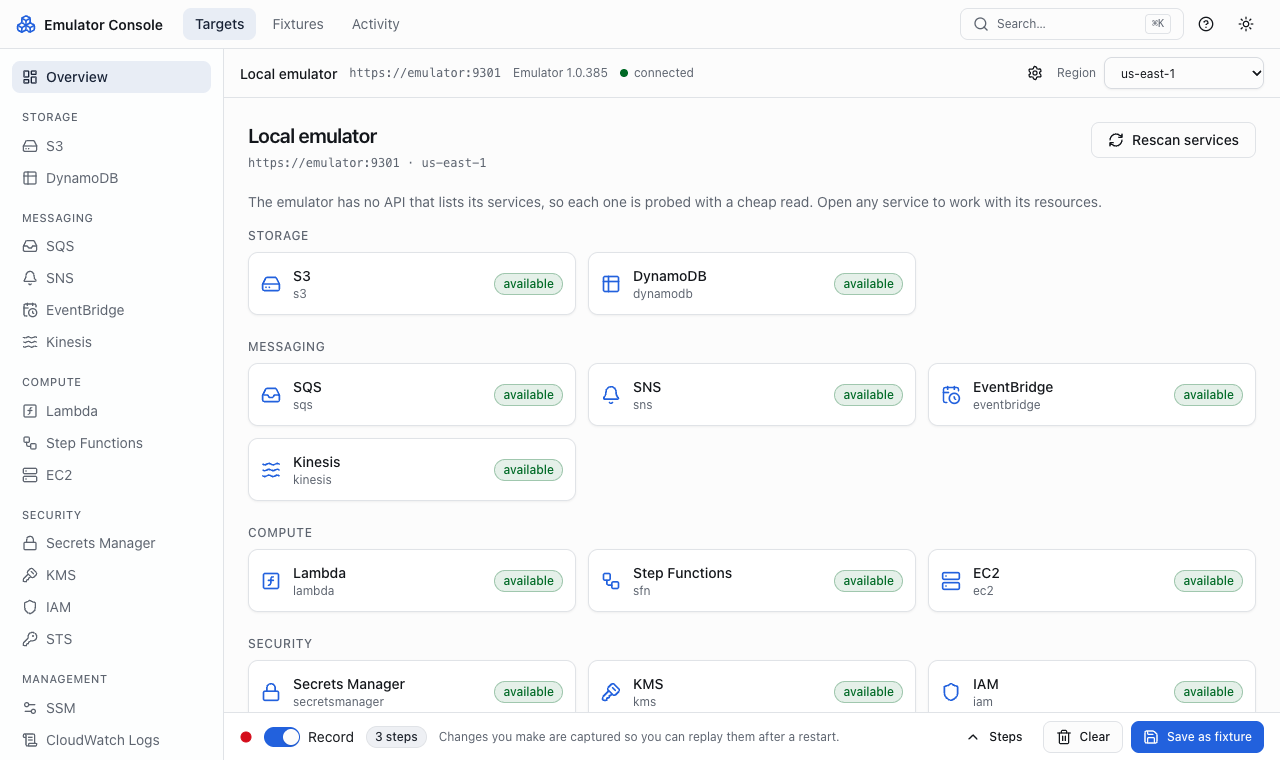 Emulator Console
Targets
Fixtures
Activity
Search...
⌘K
Overview
STORAGE
S3
DynamoDB
MESSAGING
SQS
SNS
EventBridge
Kinesis
COMPUTE
Lambda
Step Functions
EC2
SECURITY
Secrets Manager
KMS
IAM
STS
MANAGEMENT
SSM
CloudWatch Logs
Local emulator https://emulator:9301 Emulator 1.0.385 connected
Region us-east-1
Local emulator
https://emulator:9301 · us-east-1
Rescan services
The emulator has no API that lists its services, so each one is probed with a cheap read. Open any service to work with its resources.
STORAGE
S3
s3
available
DynamoDB
dynamodb
available
MESSAGING
SQS
sqs
available
SNS
sns
available
EventBridge
eventbridge
available
Kinesis
kinesis
available
COMPUTE
Lambda
lambda
available
Step Functions
sfn
available
EC2
ec2
available
SECURITY
Secrets Manager
secretsmanager
available
KMS
kms
available
IAM
iam
available
Record
3 steps
Changes you make are captured so you can replay them after a restart.
Steps
Clear
Save as fixture